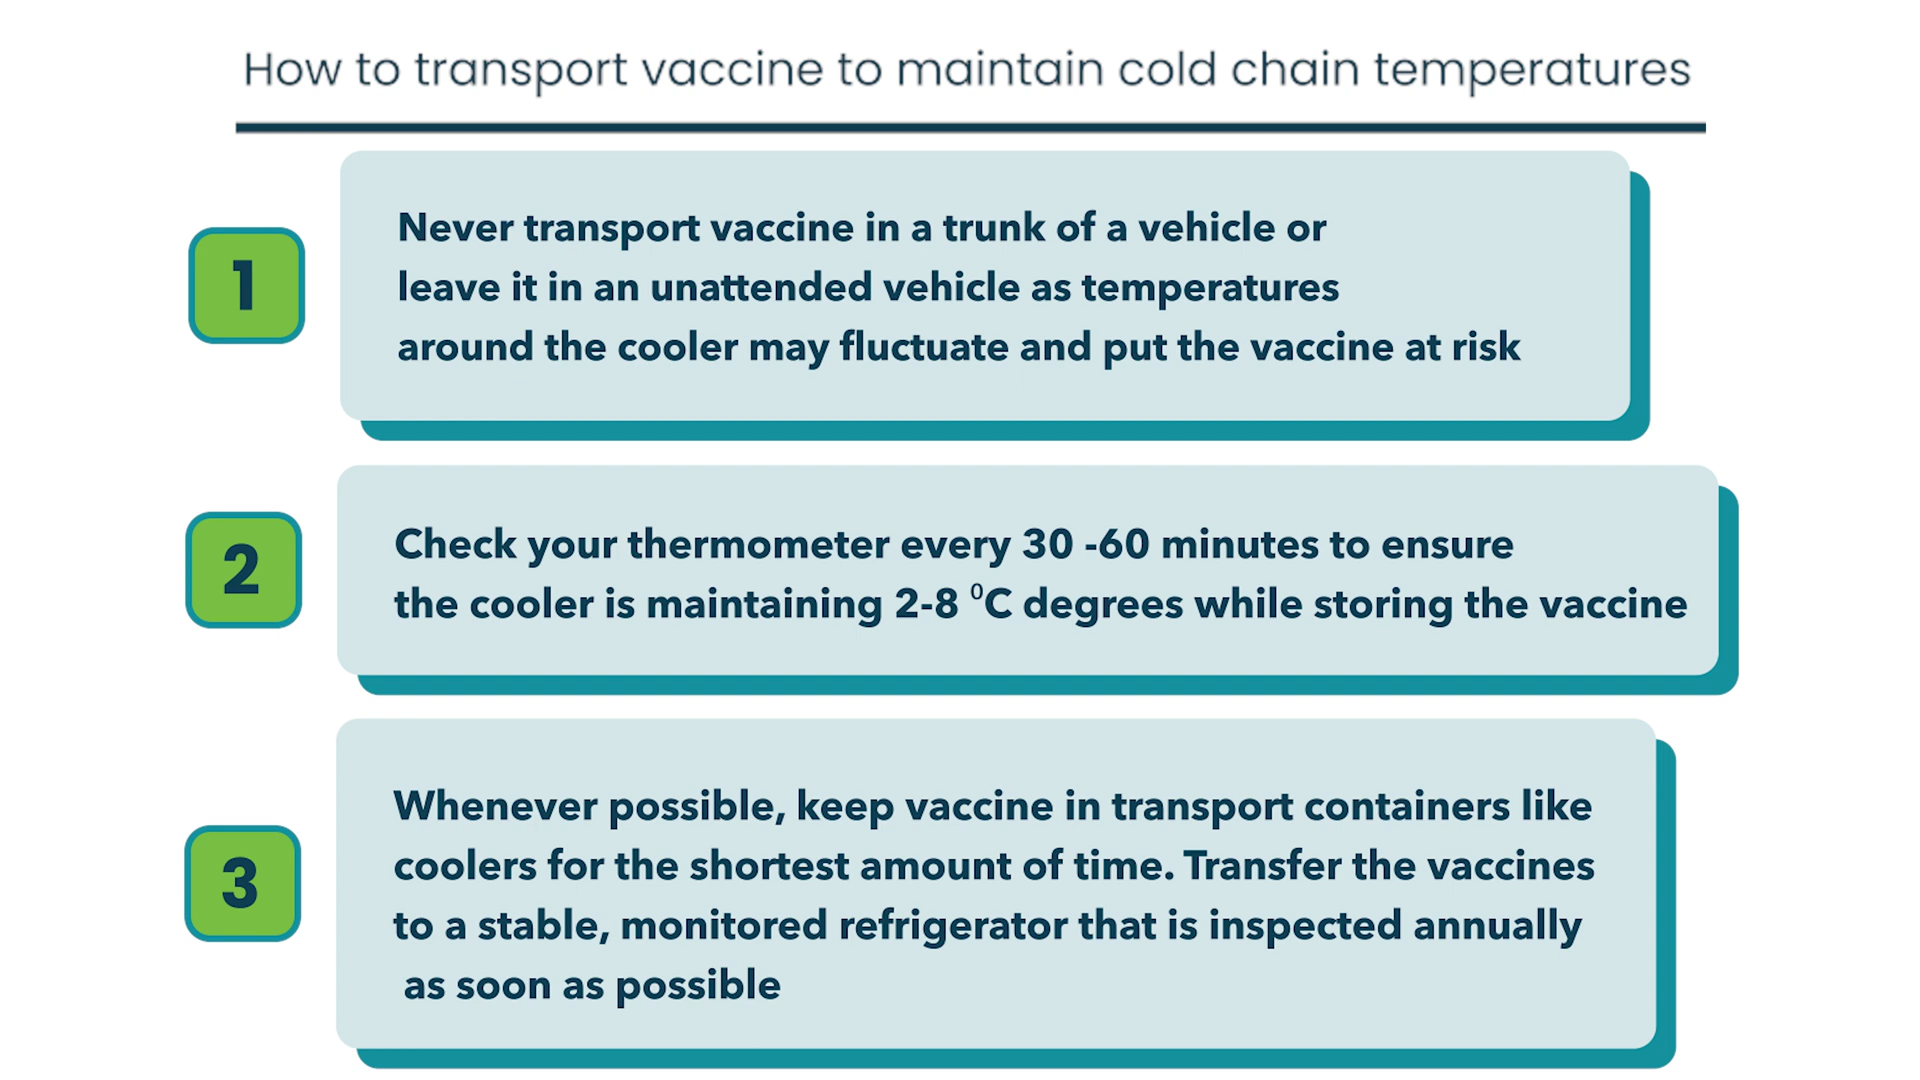 How to transport vaccine to maintain cold chain temperatures
1
Never transport vaccine in a trunk of a vehicle or
leave it in an unattended vehicle as temperatures
around the cooler may fluctuate and put the vaccine at risk
2
Check your thermometer every 30 -60 minutes to ensure
the cooler is maintaining 2-8 ⁰C degrees while storing the vaccine
3
Whenever possible, keep vaccine in transport containers like
coolers for the shortest amount of time. Transfer the vaccines
to a stable, monitored refrigerator that is inspected annually
as soon as possible